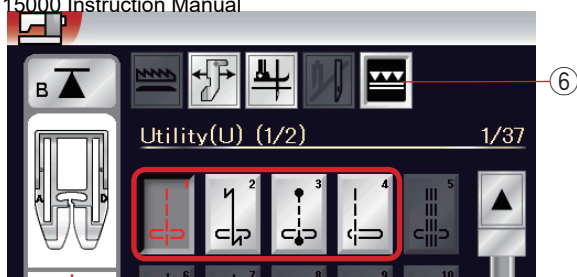 15000 Instruction Manual
B
⑥
Utility(U) (1/2) 1/37
A D
1 2 3 4 5
6 7 8 9 10